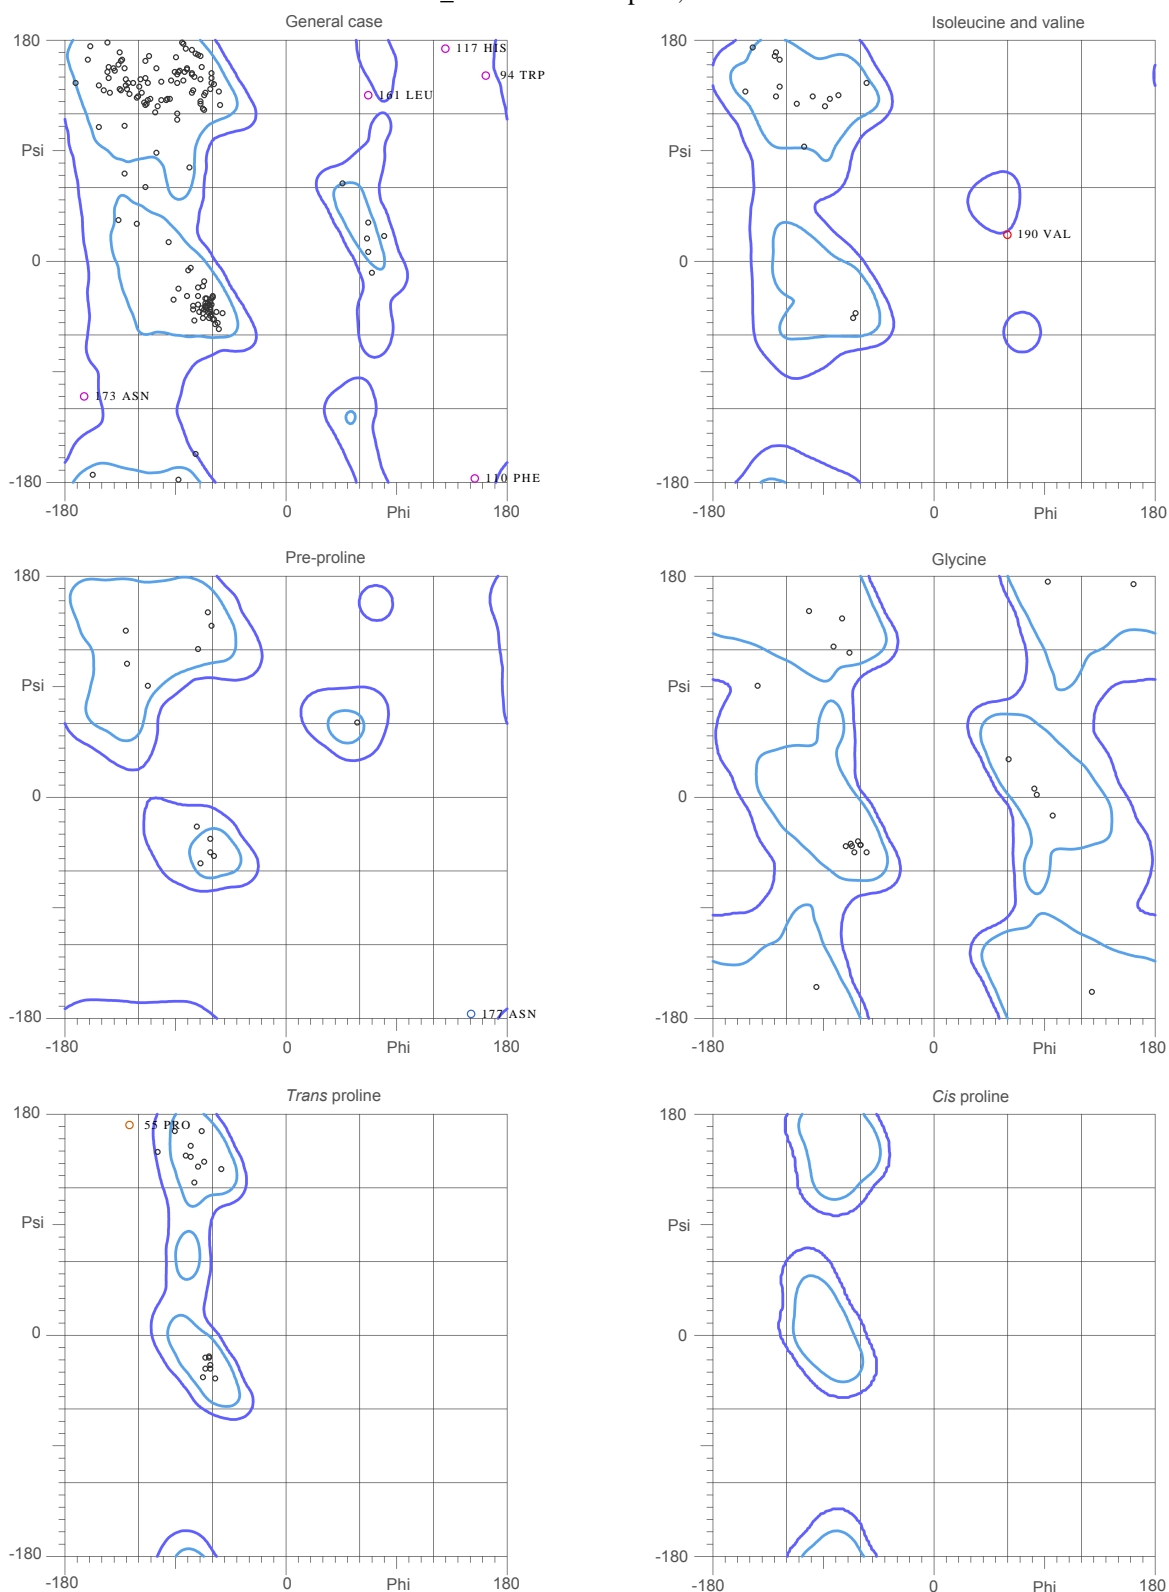 General case
Isoleucine and valine
180
117 HIS
94 TRP
161 LEU
Psi
0
173 ASN
-180
110 PHE
-180
0
Phi
180
180
Psi
0
190 VAL
-180
-180
0
Phi
180
Pre-proline
Glycine
180
Psi
0
-180
177 ASN
-180
0
Phi
180
180
Psi
0
-180
-180
0
Phi
180
Trans proline
Cis proline
180
55 PRO
Psi
0
-180
-180
0
Phi
180
180
Psi
0
-180
-180
0
Phi
180